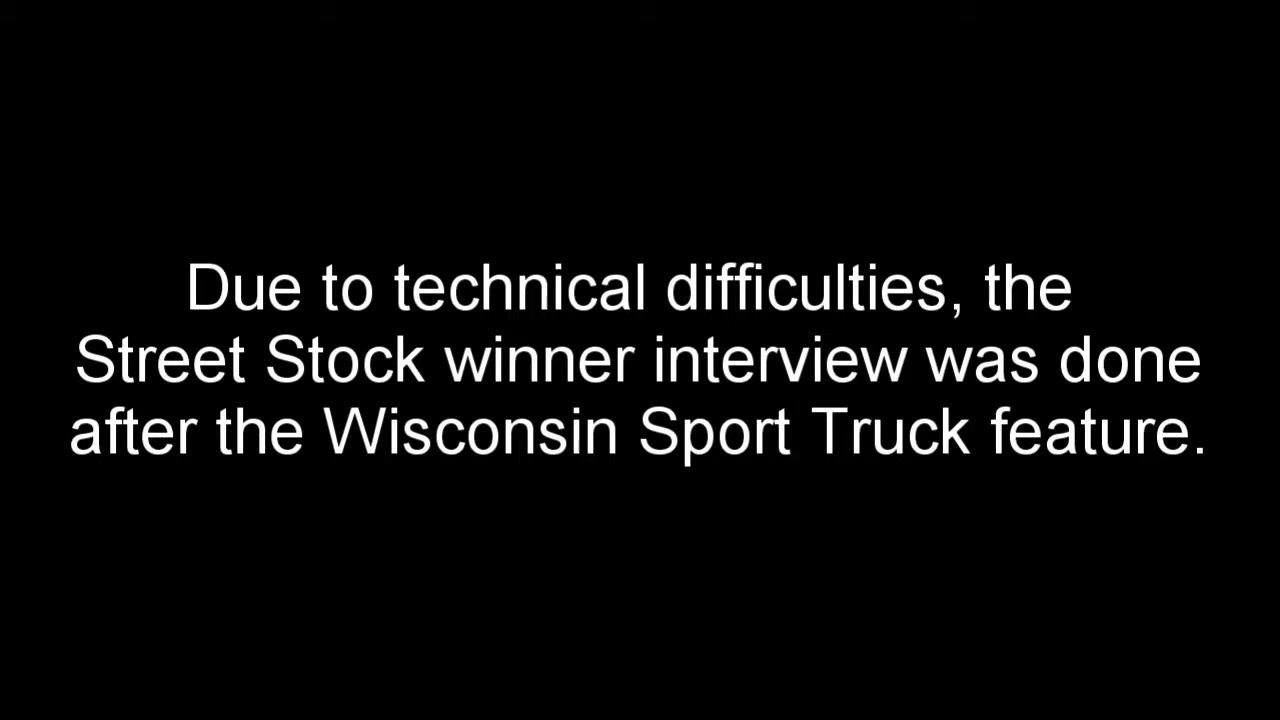 Due to technical difficulties, the
Street Stock winner interview was done
after the Wisconsin Sport Truck feature.